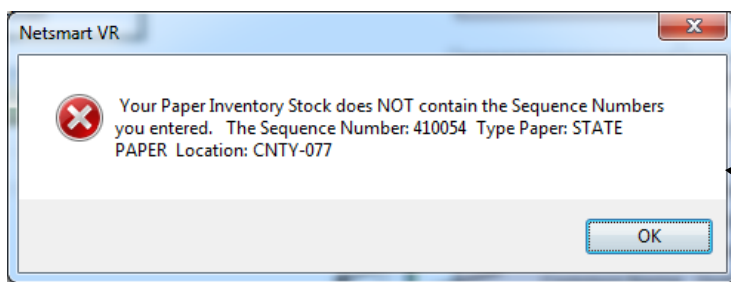 Netsmart VR
Your Paper Inventory Stock does NOT contain the Sequence Numbers
you entered.   The Sequence Number: 410054  Type Paper: STATE
PAPER  Location: CNTY-077
OK